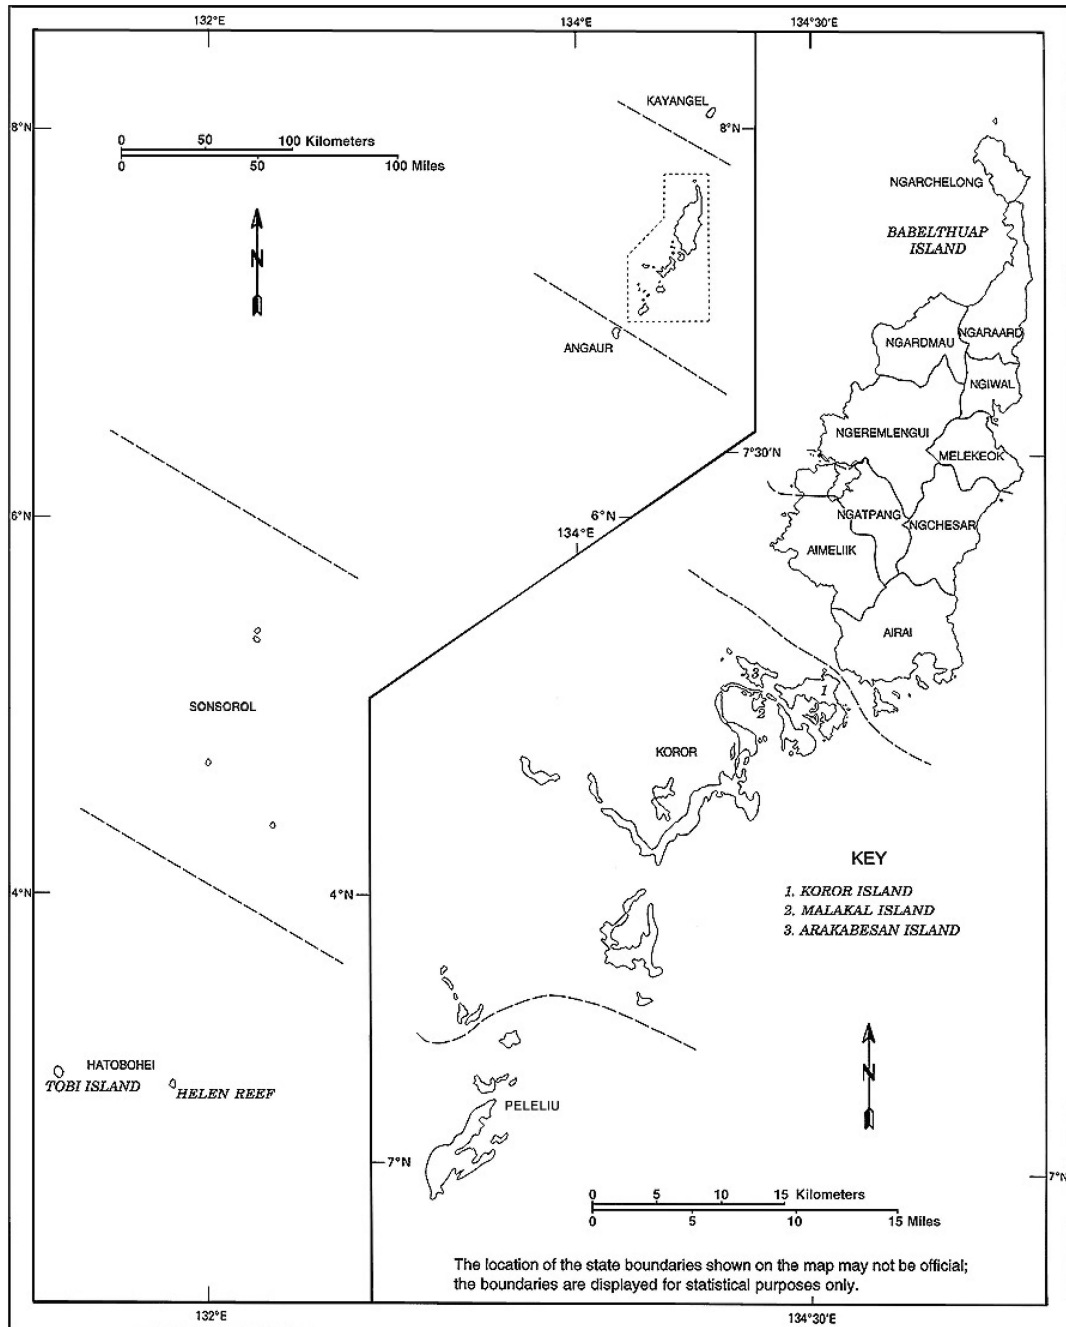 132°E
134°E
134°30'E
KAYANGEL
8°N
8°N
0 50 100 Kilometers
0 50 100 Miles
NGARCHELONG
N
BABELTHUAP
ISLAND
ANGAUR
NGARDMAU
NGARAARD
NGIWAL
NGEREMLENGUI
MELEKEOK
7°30'N
6°N
6°N
134°E
NGATPANG
NGCHESAR
AIMELIIK
AIRAI
3
1
2
SONSOROL
KOROR
KEY
4°N
4°N
1. KOROR ISLAND
2. MALAKAL ISLAND
3. ARAKABESAN ISLAND
N
HATOBOHEI
TOBI ISLAND
HELEN REEF
PELELIU
7°N
7°N
0 5 10 15 Kilometers
0 5 10 15 Miles
The location of the state boundaries shown on the map may not be official;
the boundaries are displayed for statistical purposes only.
132°E
134°30'E